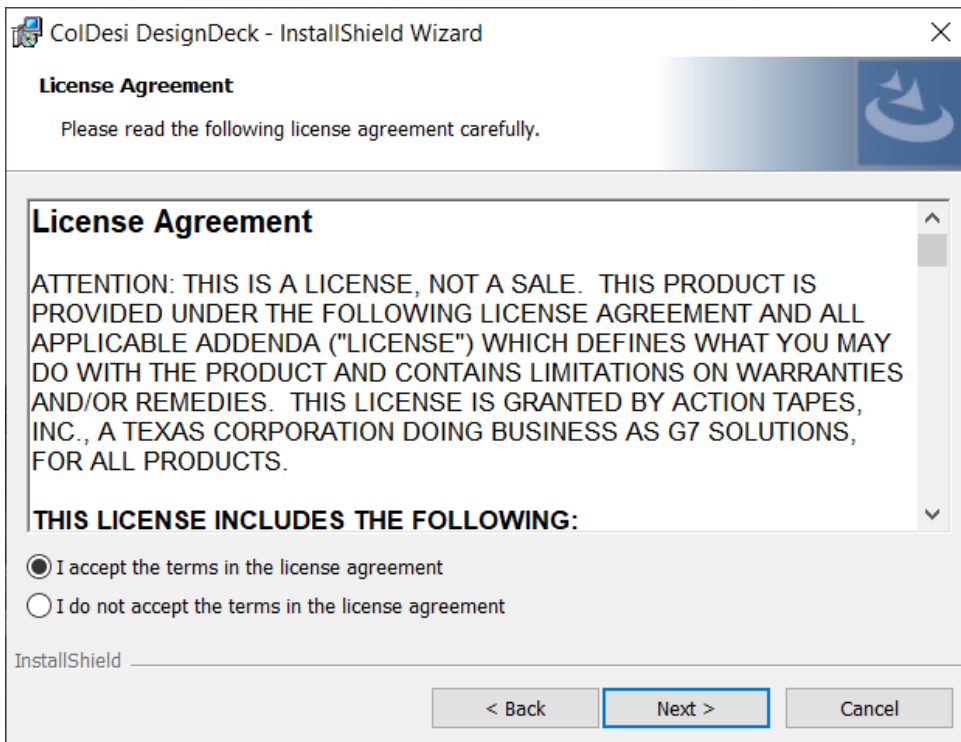 ColDesi DesignDeck - InstallShield Wizard
License Agreement
Please read the following license agreement carefully.
License Agreement
ATTENTION: THIS IS A LICENSE, NOT A SALE.  THIS PRODUCT IS
PROVIDED UNDER THE FOLLOWING LICENSE AGREEMENT AND ALL
APPLICABLE ADDENDA ("LICENSE") WHICH DEFINES WHAT YOU MAY
DO WITH THE PRODUCT AND CONTAINS LIMITATIONS ON WARRANTIES
AND/OR REMEDIES.  THIS LICENSE IS GRANTED BY ACTION TAPES,
INC., A TEXAS CORPORATION DOING BUSINESS AS G7 SOLUTIONS,
FOR ALL PRODUCTS.
THIS LICENSE INCLUDES THE FOLLOWING:
I accept the terms in the license agreement
I do not accept the terms in the license agreement
InstallShield
< Back
Next >
Cancel